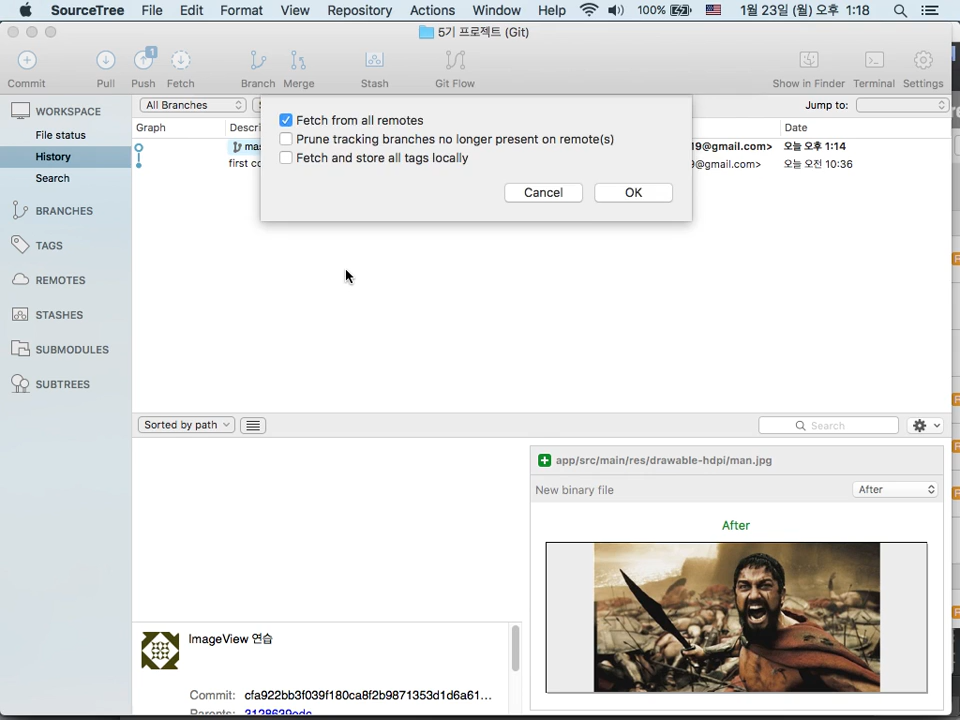 SourceTree File Edit Format View Repository Actions Window Help 100% 1월 23일 (월) 오후 1:18
5기 프로젝트 (Git)
1
Commit Pull Push Fetch Branch Merge Stash Git Flow Show in Finder Terminal Settings
WORKSPACE
File status
History
Search
BRANCHES
TAGS
REMOTES
STASHES
SUBMODULES
SUBTREES
All Branches Jump to:
Graph Descri Date
mas 19@gmail.com> 오늘 오후 1:14
first co 9@gmail.com> 오늘 오전 10:36
Fetch from all remotes
Prune tracking branches no longer present on remote(s)
Fetch and store all tags locally
Cancel OK
Sorted by path Search
app/src/main/res/drawable-hdpi/man.jpg
New binary file After
After
ImageView 연습
Commit: cfa922bb3f039f180ca8f2b9871353d1d6a61...